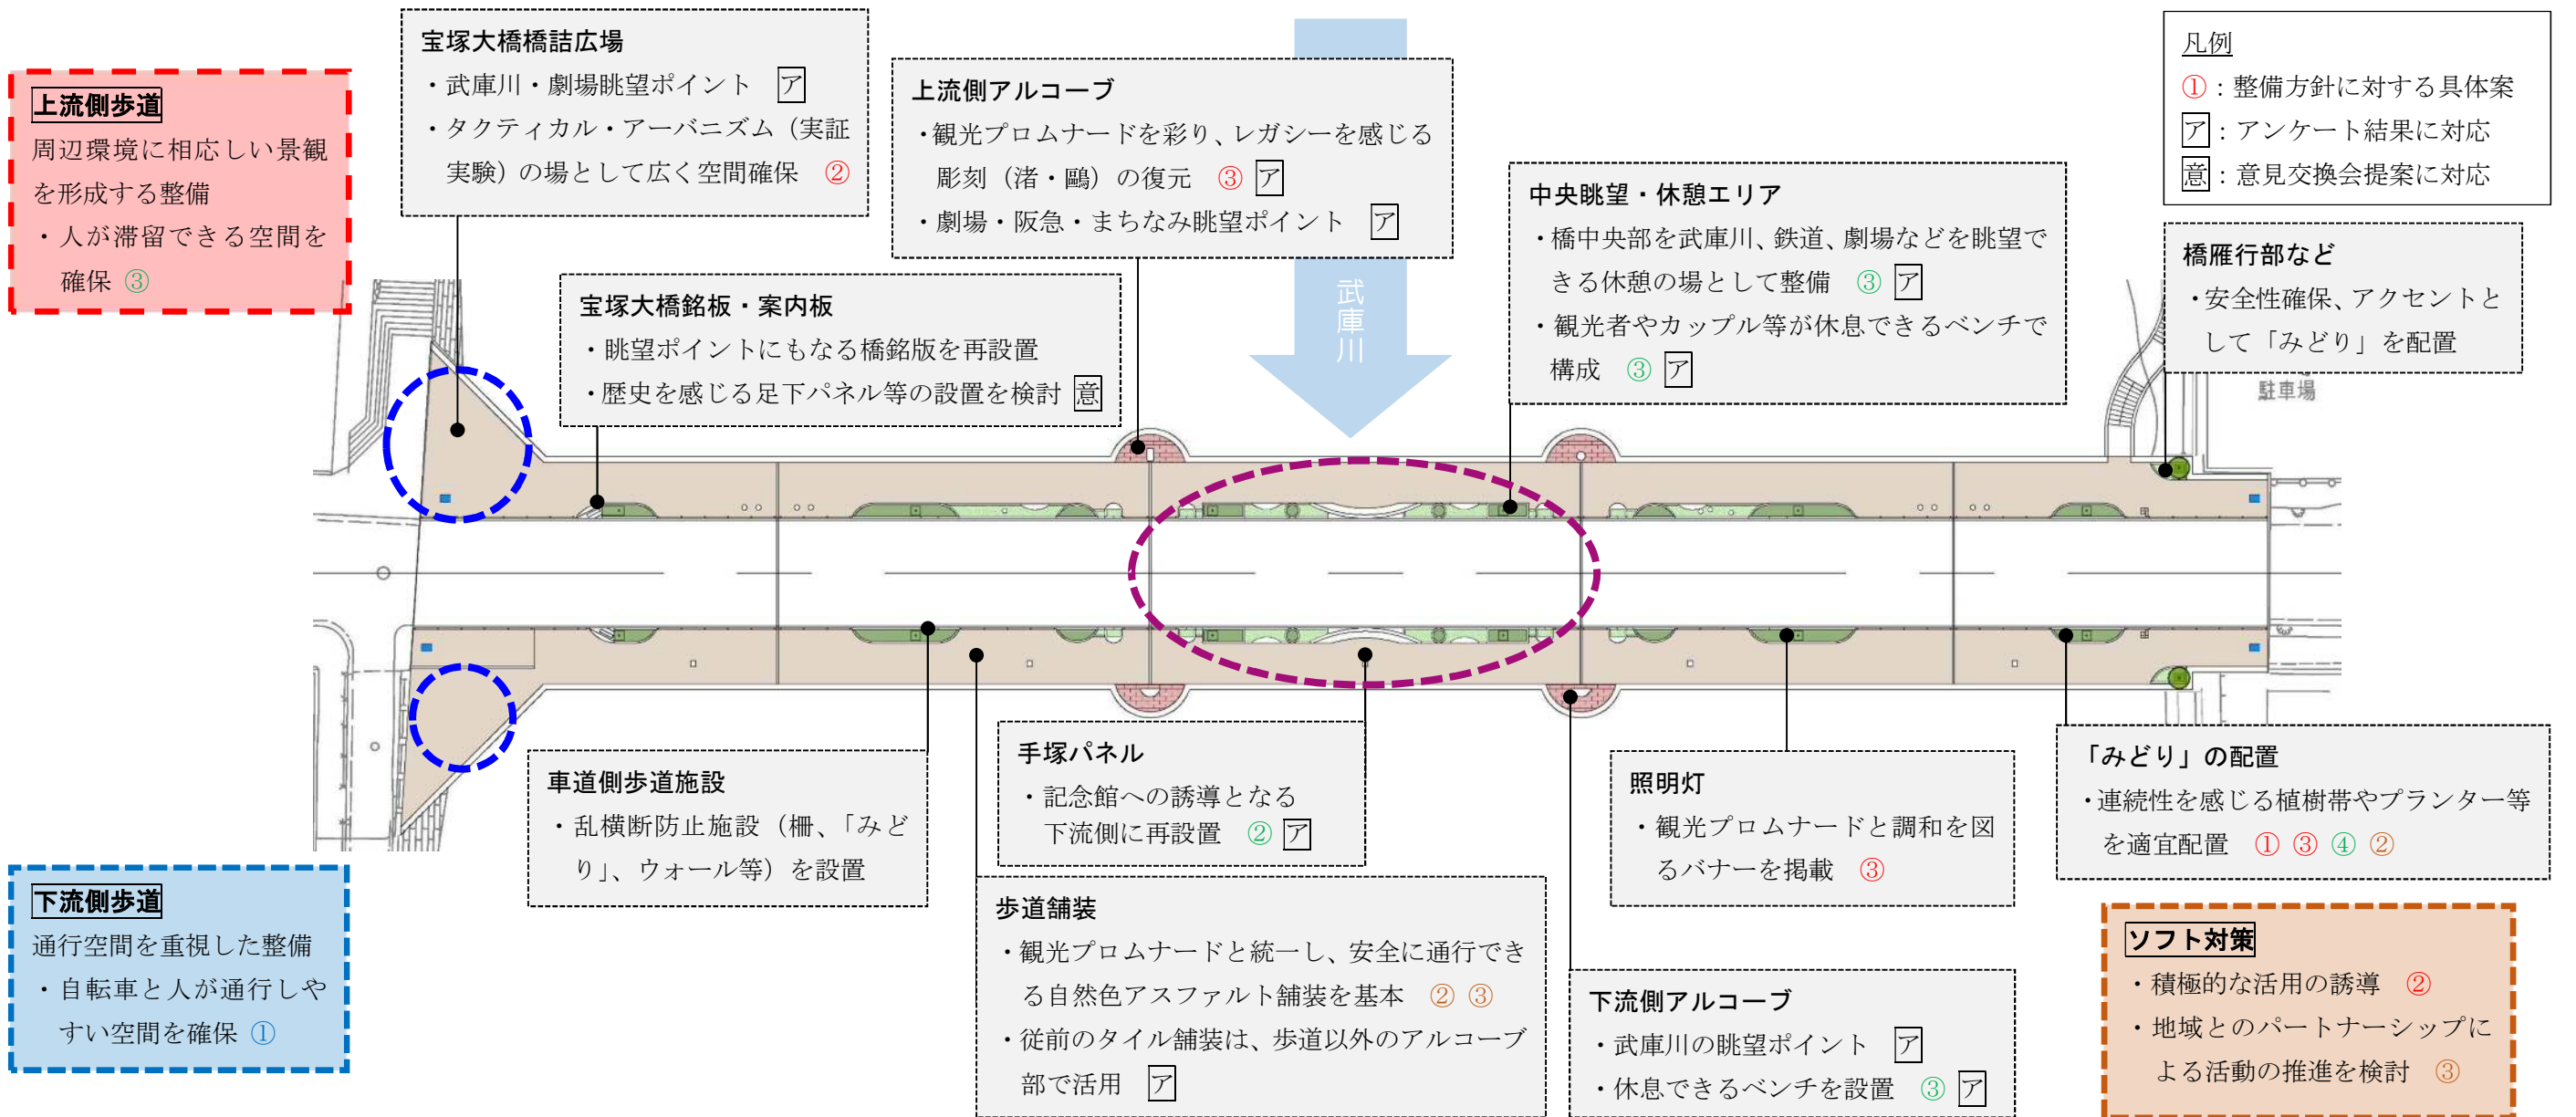 上流側歩道
周辺環境に相応しい景観
を形成する整備
・人が滞留できる空間を
確保 ③
宝塚大橋橋詰広場
・武庫川・劇場眺望ポイント ア
・タクティカル・アーバニズム（実証
実験）の場として広く空間確保 ②
上流側アルコーブ
・観光プロムナードを彩り、レガシーを感じる
彫刻（渚・鷗）の復元 ③ ア
・劇場・阪急・まちなみ眺望ポイント ア
宝塚大橋銘板・案内板
・眺望ポイントにもなる橋銘版を再設置
・歴史を感じる足下パネル等の設置を検討 意
武庫川
中央眺望・休憩エリア
・橋中央部を武庫川、鉄道、劇場などを眺望で
きる休憩の場として整備 ③ ア
・観光者やカップル等が休息できるベンチで
構成 ③ ア
凡例
①：整備方針に対する具体案
ア：アンケート結果に対応
意：意見交換会提案に対応
橋雁行部など
・安全性確保、アクセントと
して「みどり」を配置
駐車場
下流側歩道
通行空間を重視した整備
・自転車と人が通行しや
すい空間を確保 ①
車道側歩道施設
・乱横断防止施設（柵、「みど
り」、ウォール等）を設置
手塚パネル
・記念館への誘導となる
下流側に再設置 ② ア
歩道舗装
・観光プロムナードと統一し、安全に通行でき
る自然色アスファルト舗装を基本 ② ③
・従前のタイル舗装は、歩道以外のアルコーブ
部で活用 ア
照明灯
・観光プロムナードと調和を図
るバナーを掲載 ③
下流側アルコーブ
・武庫川の眺望ポイント ア
・休息できるベンチを設置 ③ ア
「みどり」の配置
・連続性を感じる植樹帯やプランター等
を適宜配置 ① ③ ④ ②
ソフト対策
・積極的な活用の誘導 ②
・地域とのパートナーシップに
よる活動の推進を検討 ③